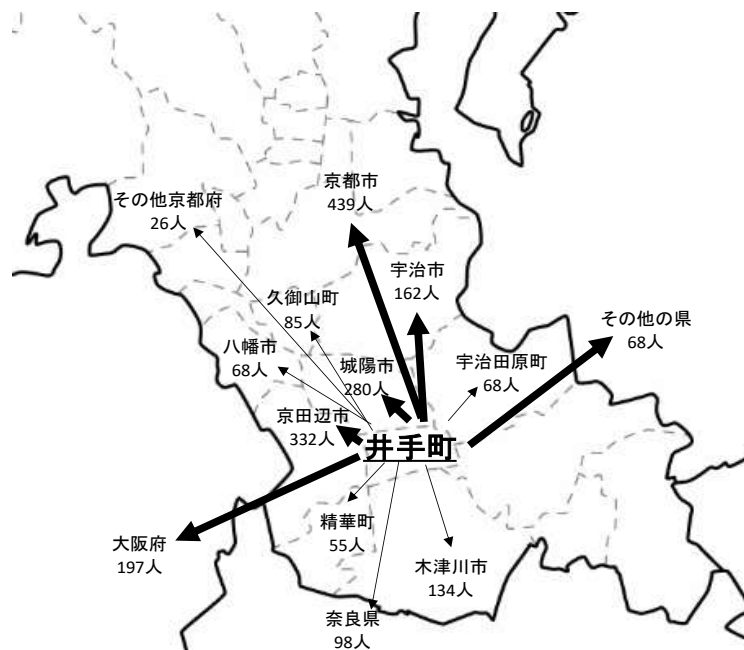 京都市
439人
その他京都府
26人
宇治市
162人
久御山町
85人
その他の県
68人
八幡市
68人
城陽市
280人
宇治田原町
68人
京田辺市
332人
井手町
精華町
55人
大阪府
197人
木津川市
134人
奈良県
98人